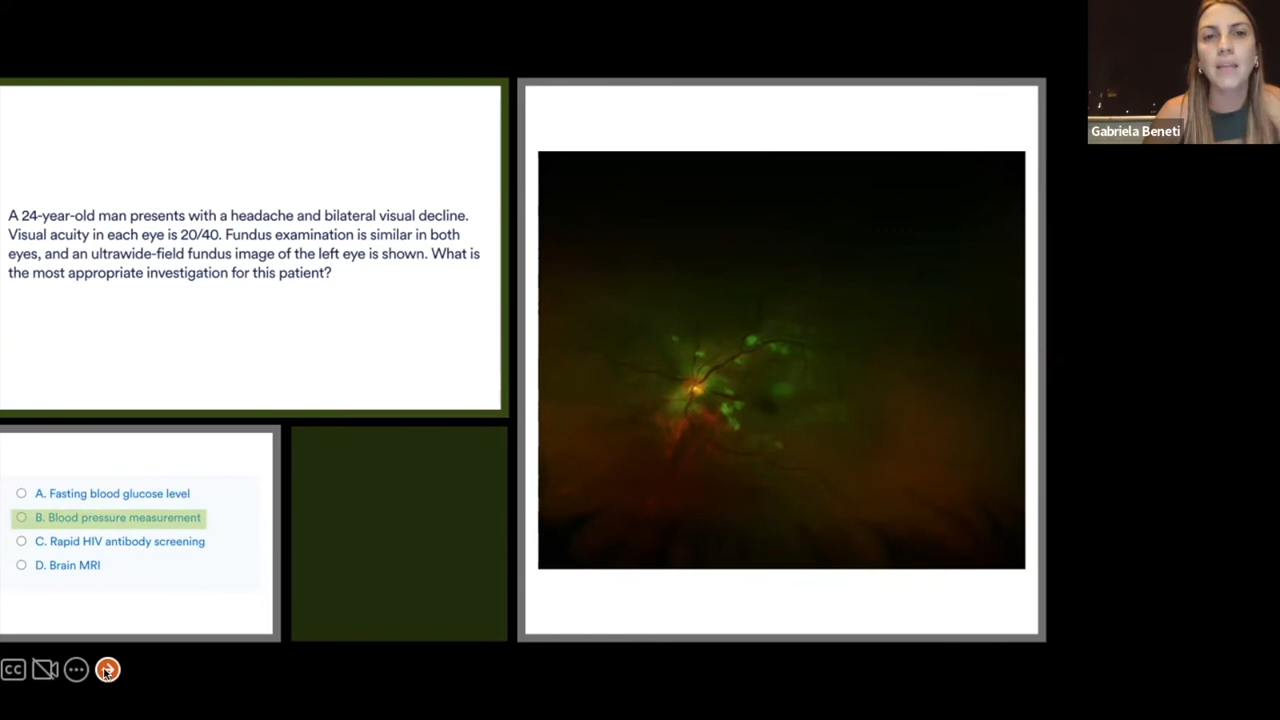 Gabriela Beneti
A 24-year-old man presents with a headache and bilateral visual decline.
Visual acuity in each eye is 20/40. Fundus examination is similar in both
eyes, and an ultrawide-field fundus image of the left eye is shown. What is
the most appropriate investigation for this patient?
A. Fasting blood glucose level
B. Blood pressure measurement
C. Rapid HIV antibody screening
D. Brain MRI
CC